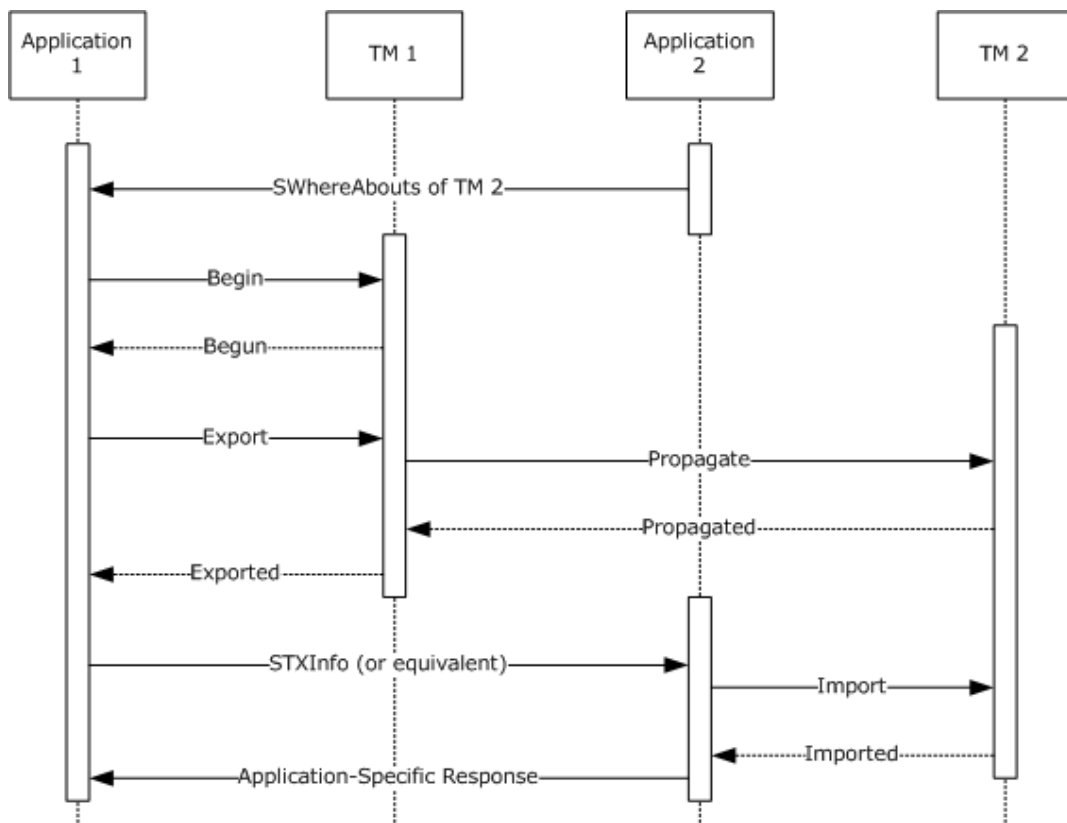 Application
1
TM 1
Application
2
TM 2
SWhereAbouts of TM 2
Begin
Begun
Export
Propagate
Propagated
Exported
STXInfo (or equivalent)
Import
Imported
Application-Specific Response